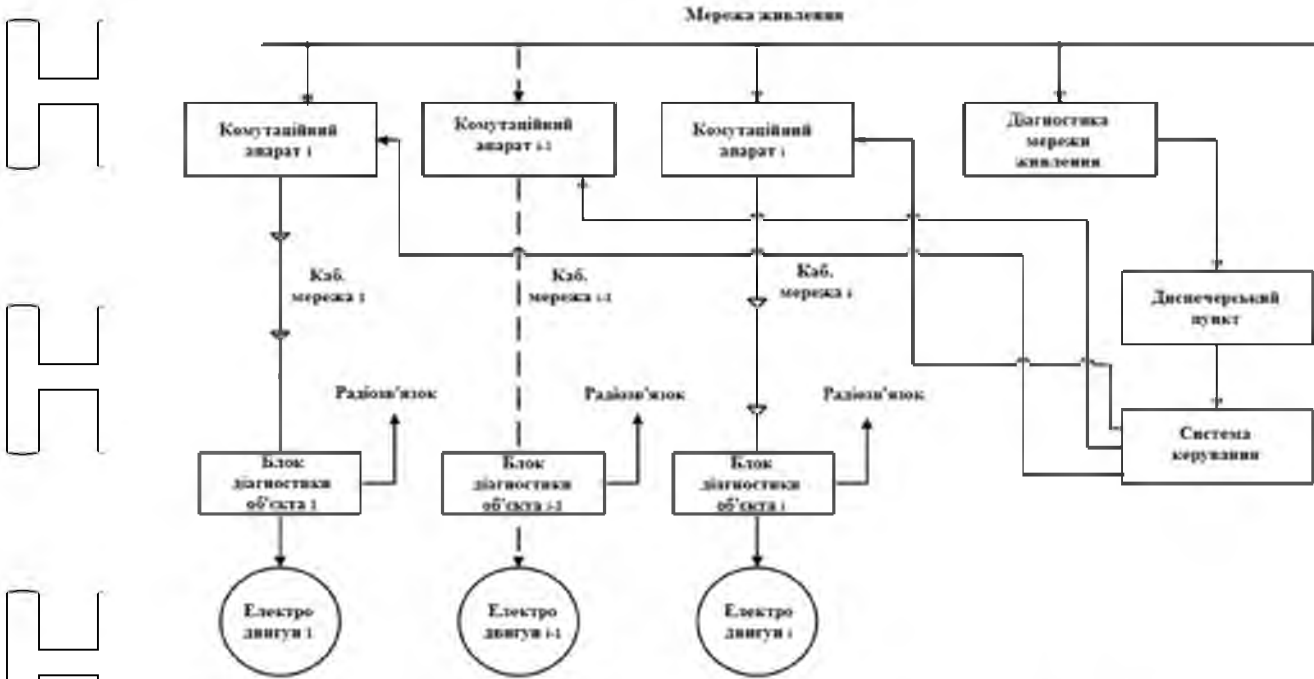 Мережа живлення
Комутаційний
апарат 1
Комутаційний
апарат i-1
Комутаційний
апарат i
Діагностика
мережи
живлення
Каб.
мережа 1
Каб.
мережа i-1
Каб.
мережа i
Диспечерський
пункт
Радіозв'язок
Радіозв'язок
Радіозв'язок
Система
керування
Блок
діагностики
об'єкта 1
Блок
діагностики
об'єкта i-1
Блок
діагностики
об'єкта i
Електро
двигун 1
Електро
двигун i-1
Електро
двигун i